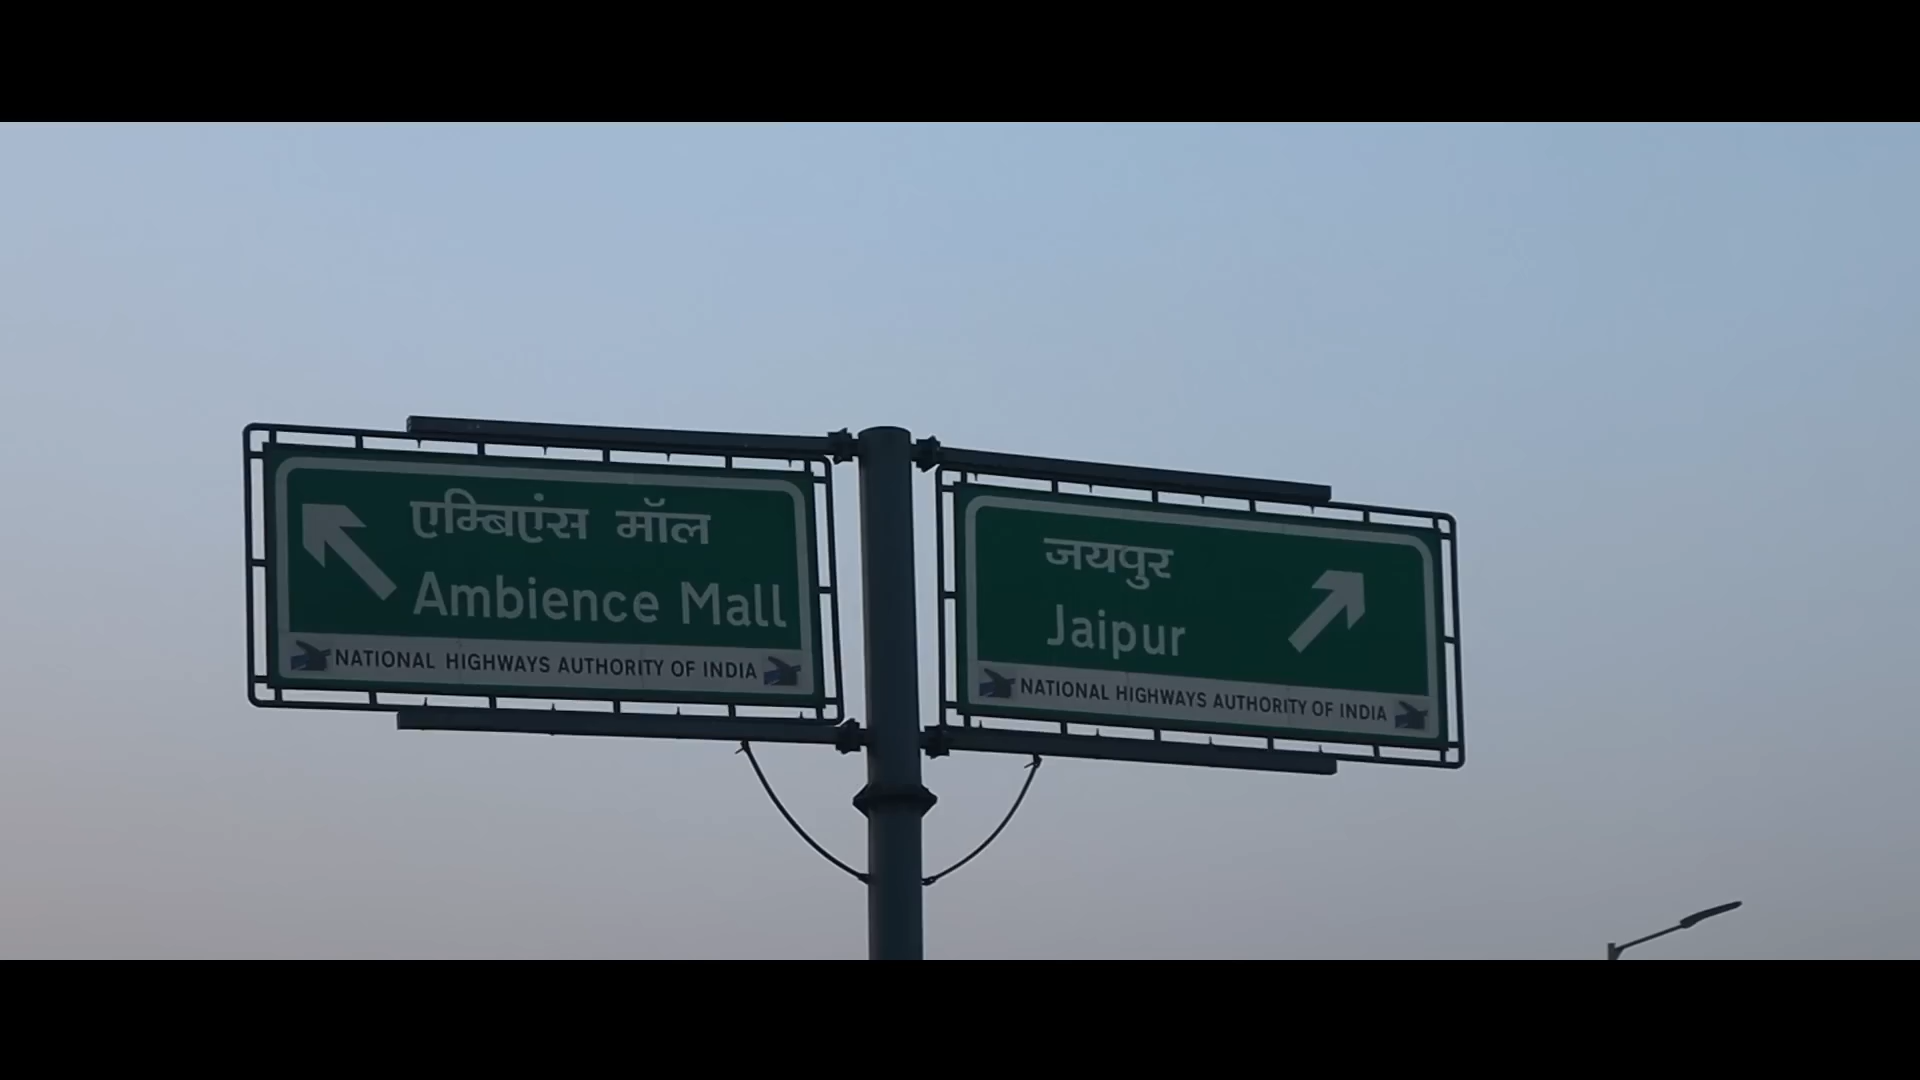 एम्बिएंस मॉल
Ambience Mall
NATIONAL HIGHWAYS AUTHORITY OF INDIA
जयपुर
Jaipur
NATIONAL HIGHWAYS AUTHORITY OF INDIA